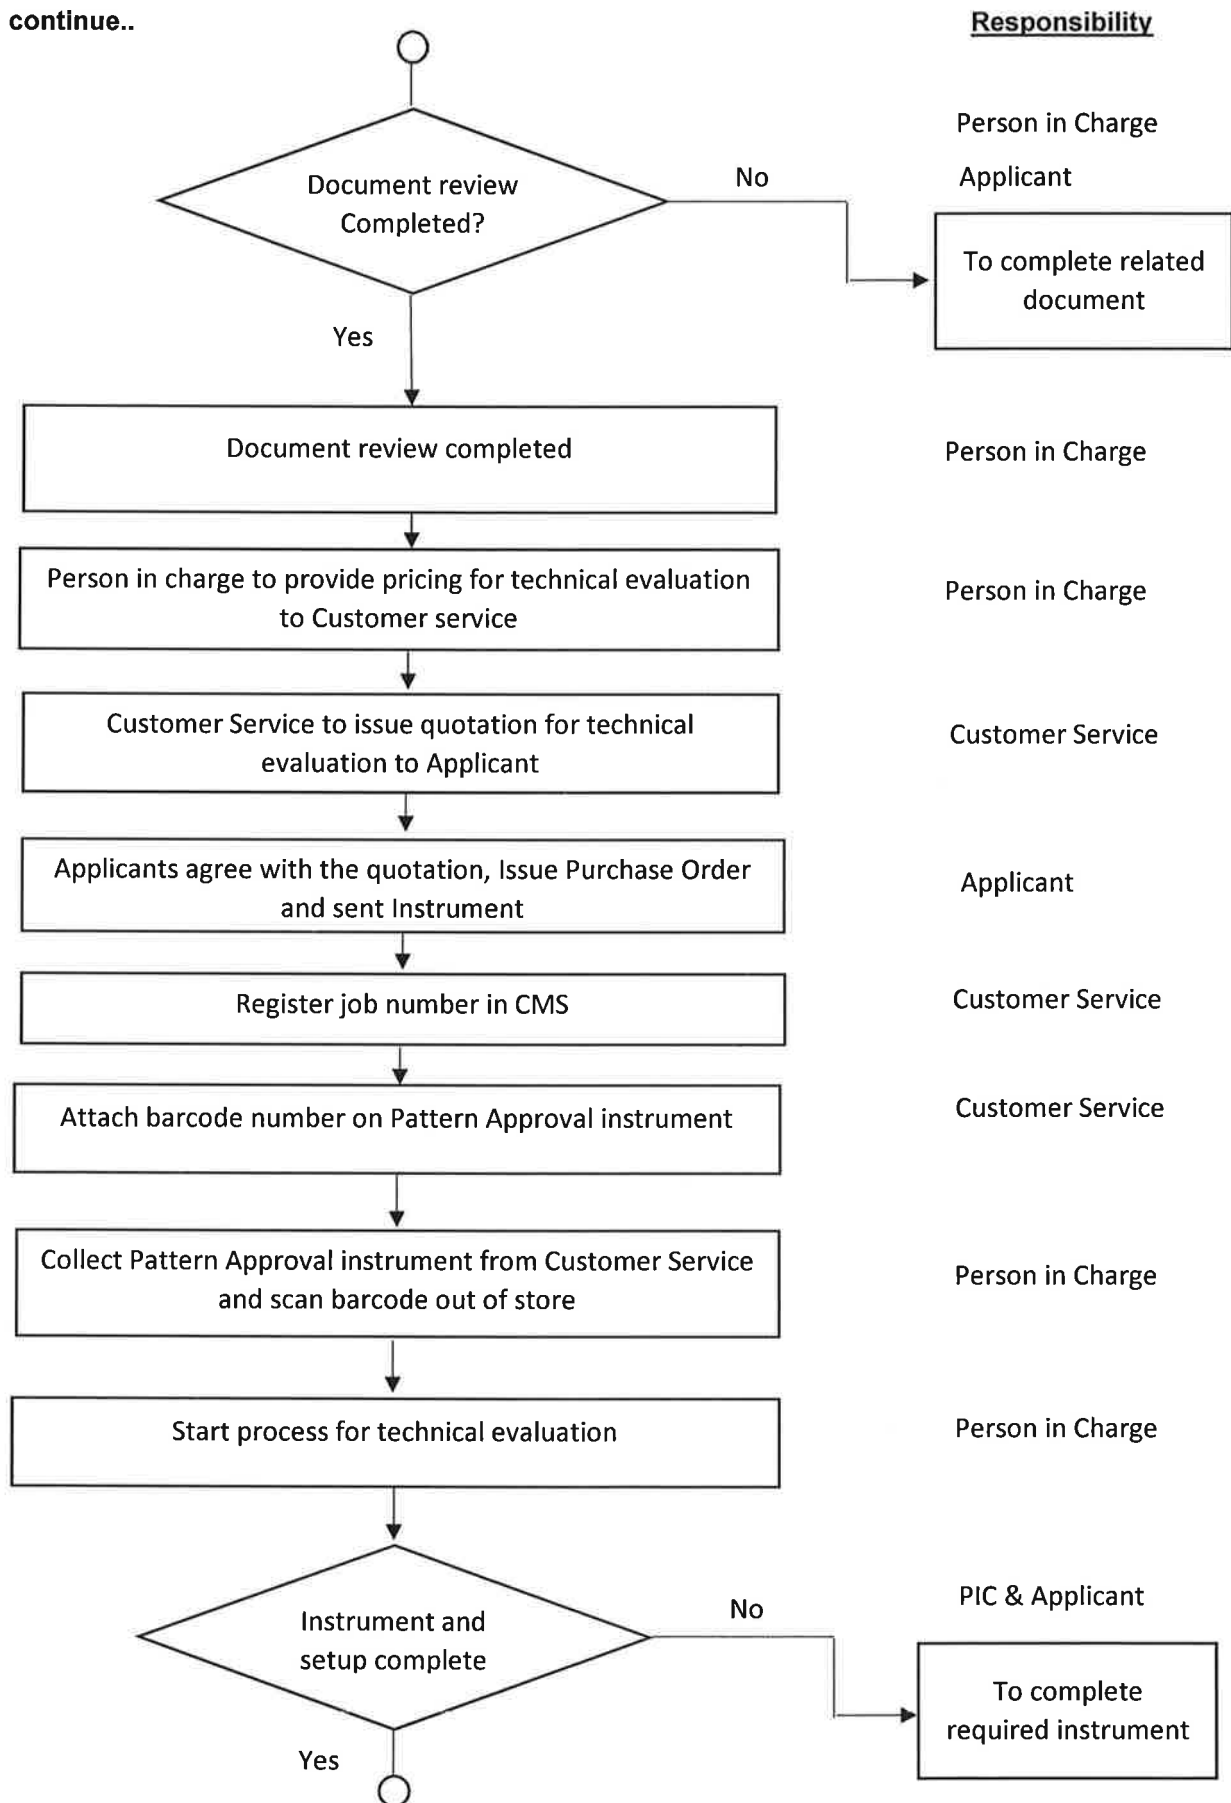 continue..
Responsibility
Person in Charge
Applicant
No
Document review
Completed?
To complete related
document
Yes
Document review completed
Person in Charge
Person in charge to provide pricing for technical evaluation
to Customer service
Person in Charge
Customer Service to issue quotation for technical
evaluation to Applicant
Customer Service
Applicants agree with the quotation, Issue Purchase Order
and sent Instrument
Applicant
Register job number in CMS
Customer Service
Attach barcode number on Pattern Approval instrument
Customer Service
Collect Pattern Approval instrument from Customer Service
and scan barcode out of store
Person in Charge
Start process for technical evaluation
Person in Charge
PIC & Applicant
No
Instrument and
setup complete
To complete
required instrument
Yes